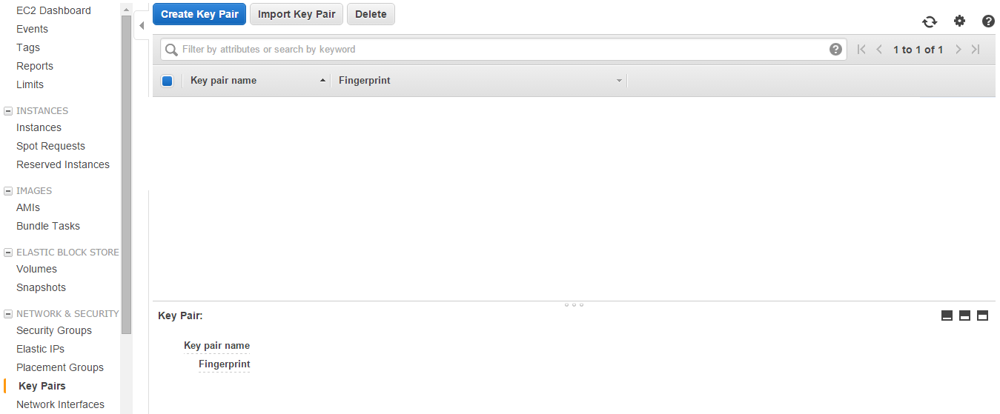 EC2 Dashboard
Events
Tags
Reports
Limits
INSTANCES
Instances
Spot Requests
Reserved Instances
IMAGES
AMIs
Bundle Tasks
ELASTIC BLOCK STORE
Volumes
Snapshots
NETWORK & SECURITY
Security Groups
Elastic IPs
Placement Groups
Key Pairs
Network Interfaces
Create Key Pair Import Key Pair Delete
Filter by attributes or search by keyword 1 to 1 of 1
Key pair name Fingerprint
Key Pair:
Key pair name
Fingerprint